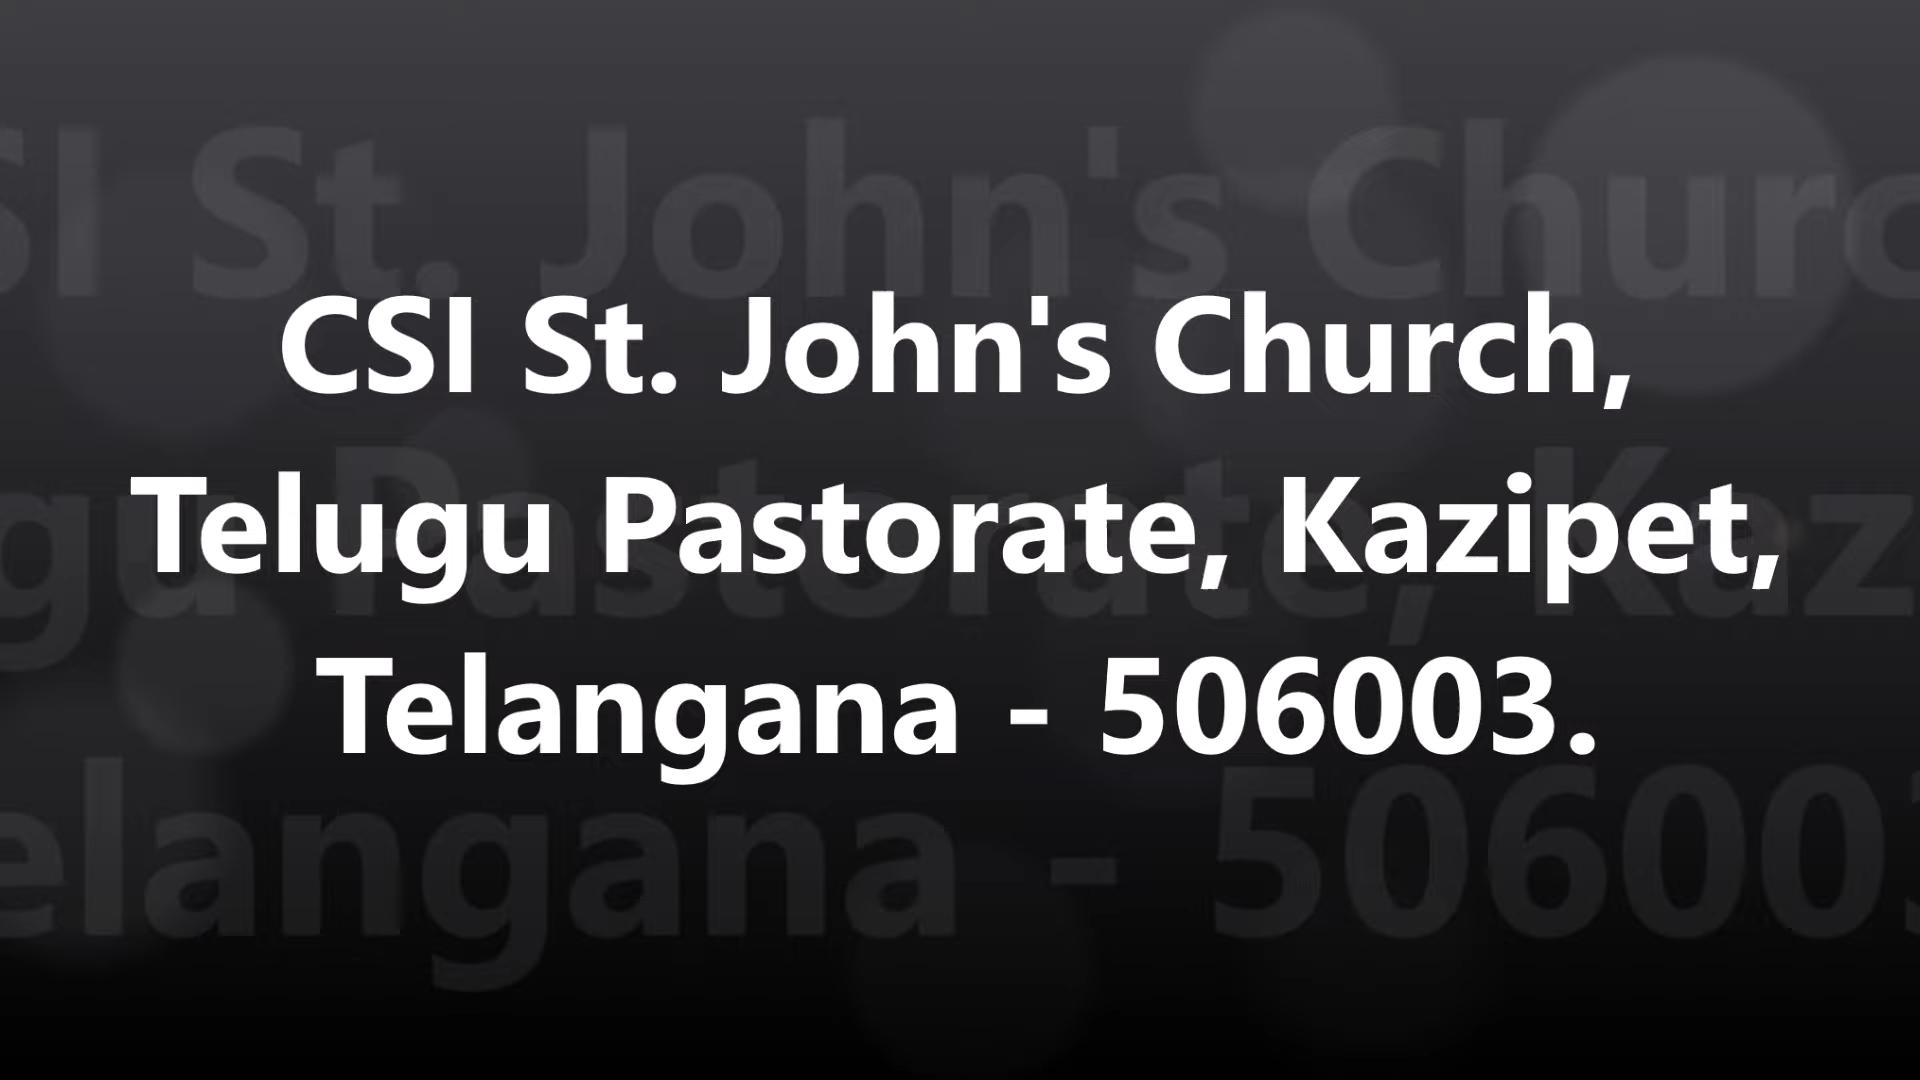 CSI St. John's Church,
Telugu Pastorate, Kazipet,
Telangana - 506003.